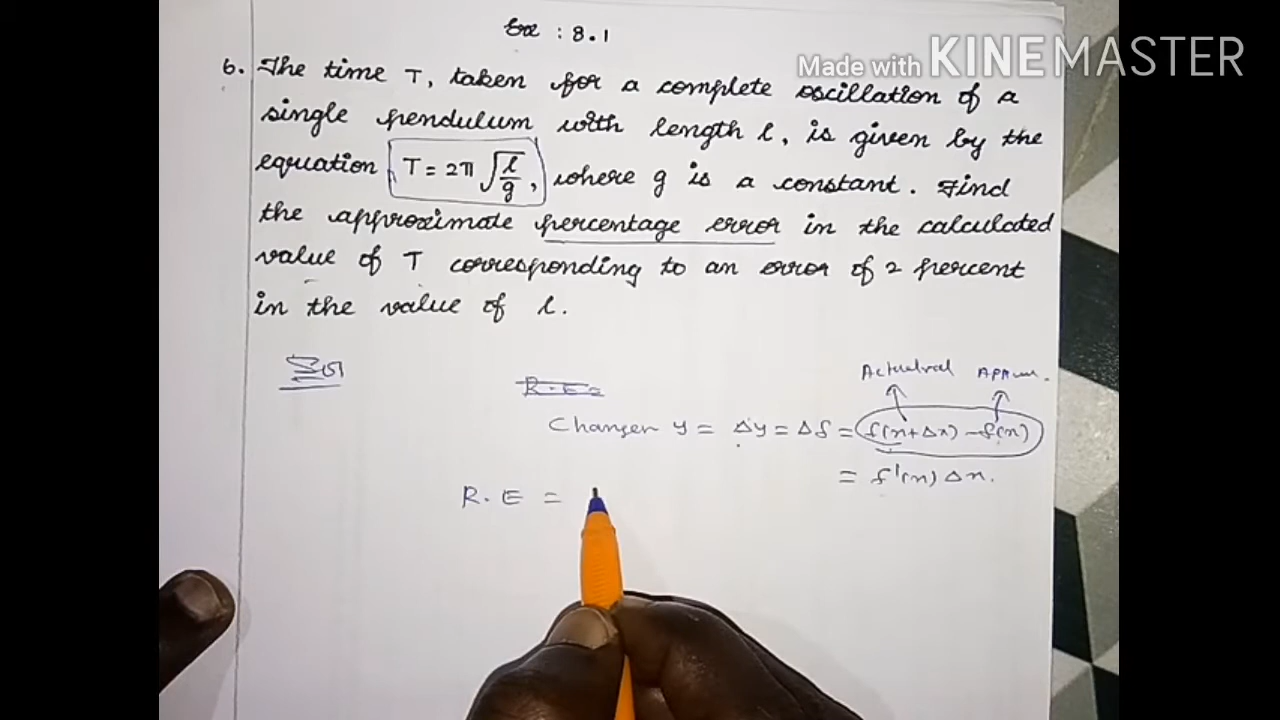 Ex : 8.1
Made with KINEMASTER
6. The time T, taken for a complete oscillation of a
single pendulum with length l, is given by the
equation T = 2π √(l/g), where g is a constant. Find
the approximate percentage error in the calculated
value of T corresponding to an error of 2 percent
in the value of l.
Sol
R.E =
Actual val Approx.
Change in y = Δy = Δf = f(x+Δx) – f(x)
= f'(x) Δx.
R.E =